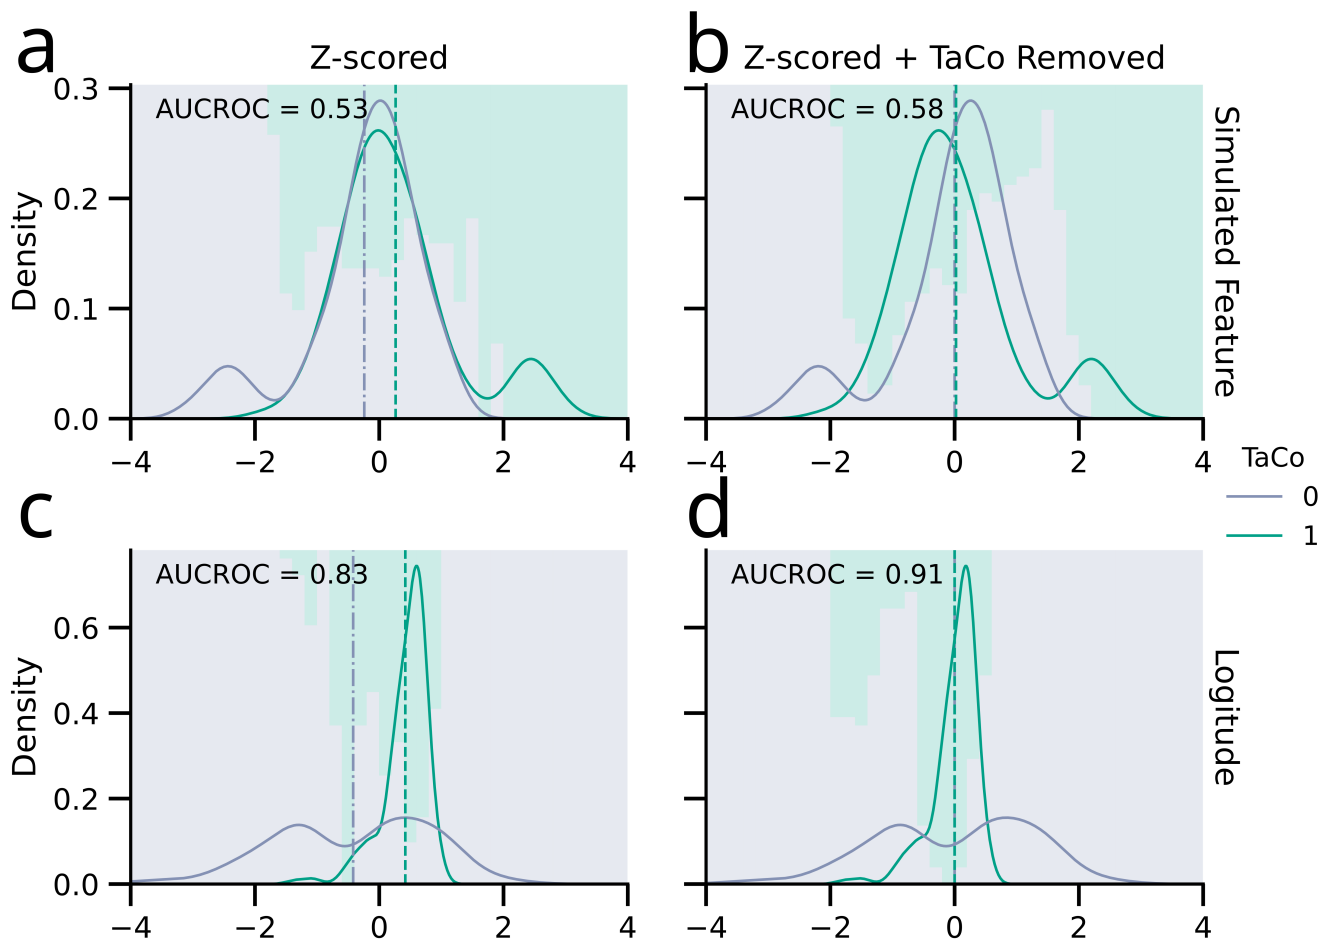 a
Z-scored
b
Z-scored + TaCo Removed
AUCROC = 0.53
AUCROC = 0.58
Density
0.3
0.2
0.1
0.0
−4
−2
0
2
4
−4
−2
0
2
4
Simulated Feature
TaCo
0
1
c
d
AUCROC = 0.83
AUCROC = 0.91
Density
0.6
0.4
0.2
0.0
−4
−2
0
2
4
−4
−2
0
2
4
Logitude